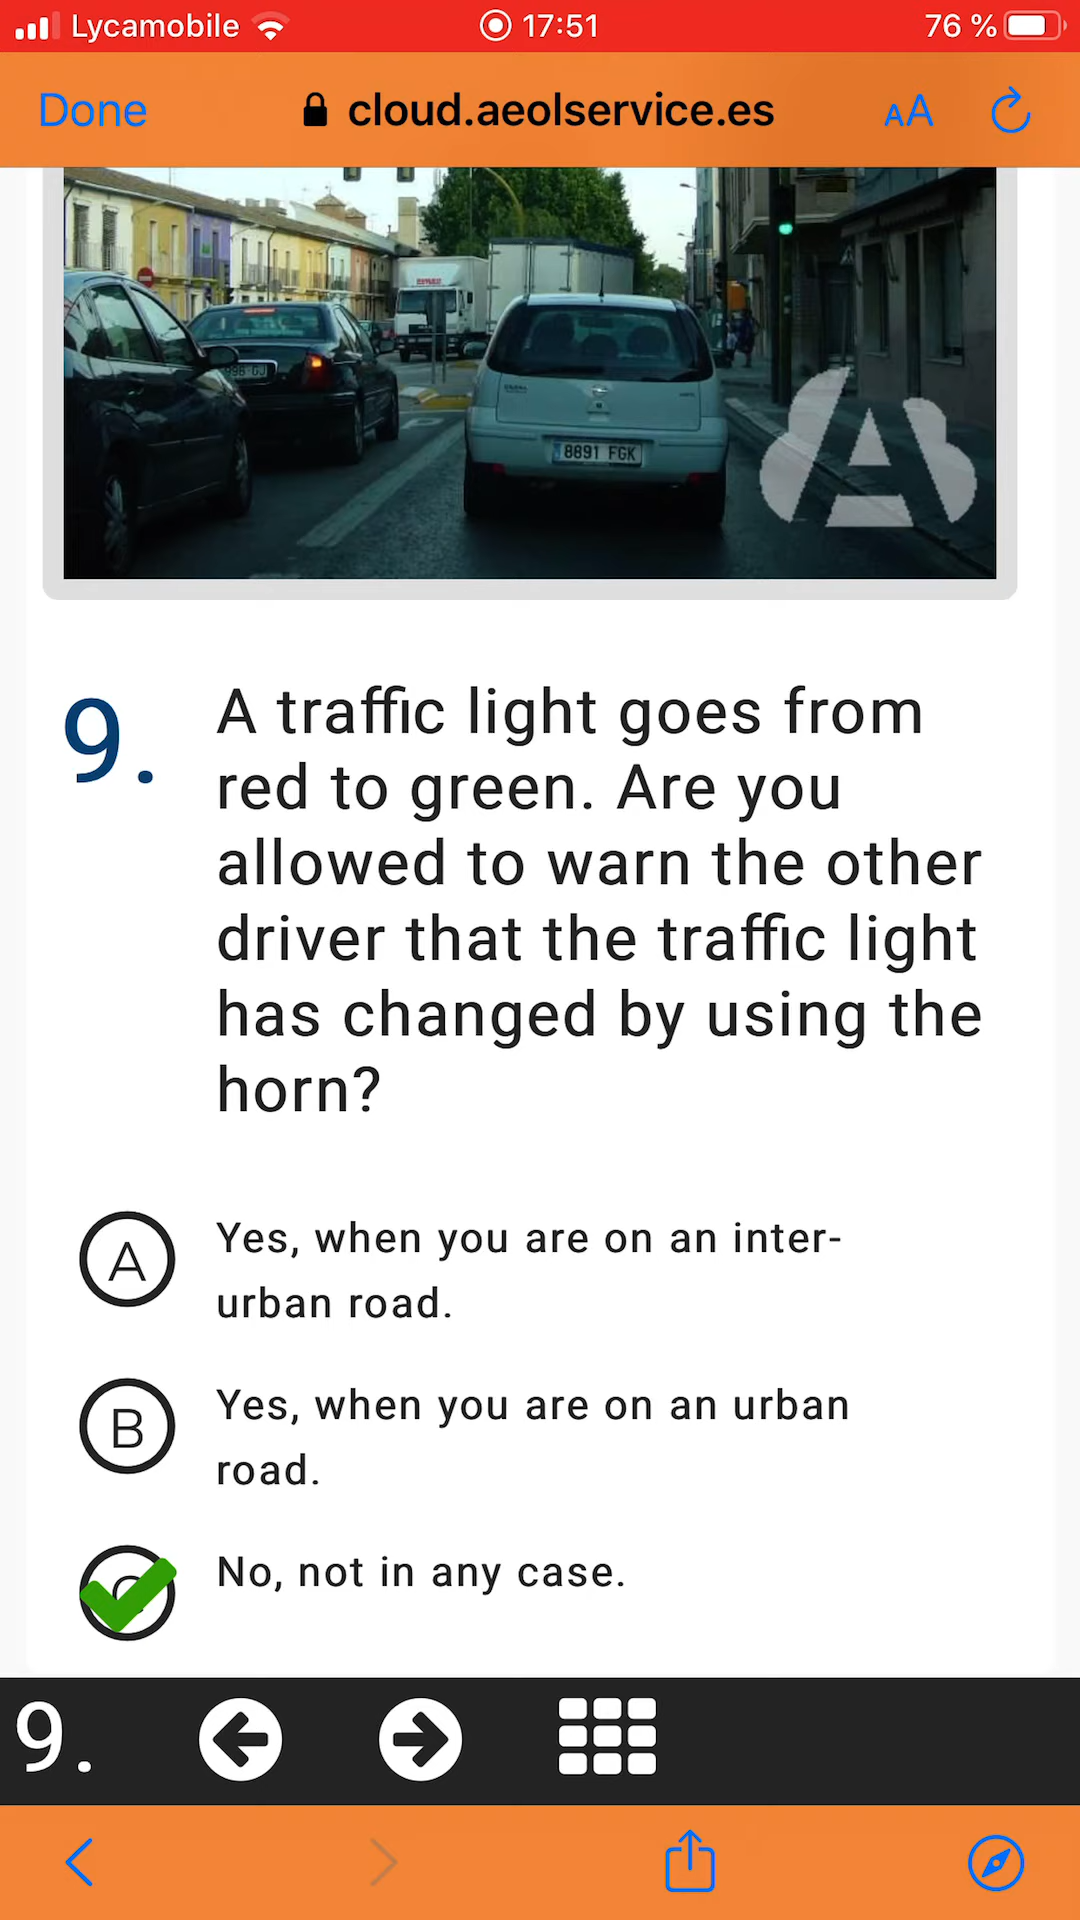 Lycamobile 17:51 76 %
Done cloud.aeolservice.es AA
8891 FGK
9. A traffic light goes from
red to green. Are you
allowed to warn the other
driver that the traffic light
has changed by using the
horn?
A Yes, when you are on an inter-
urban road.
B Yes, when you are on an urban
road.
C No, not in any case.
9.